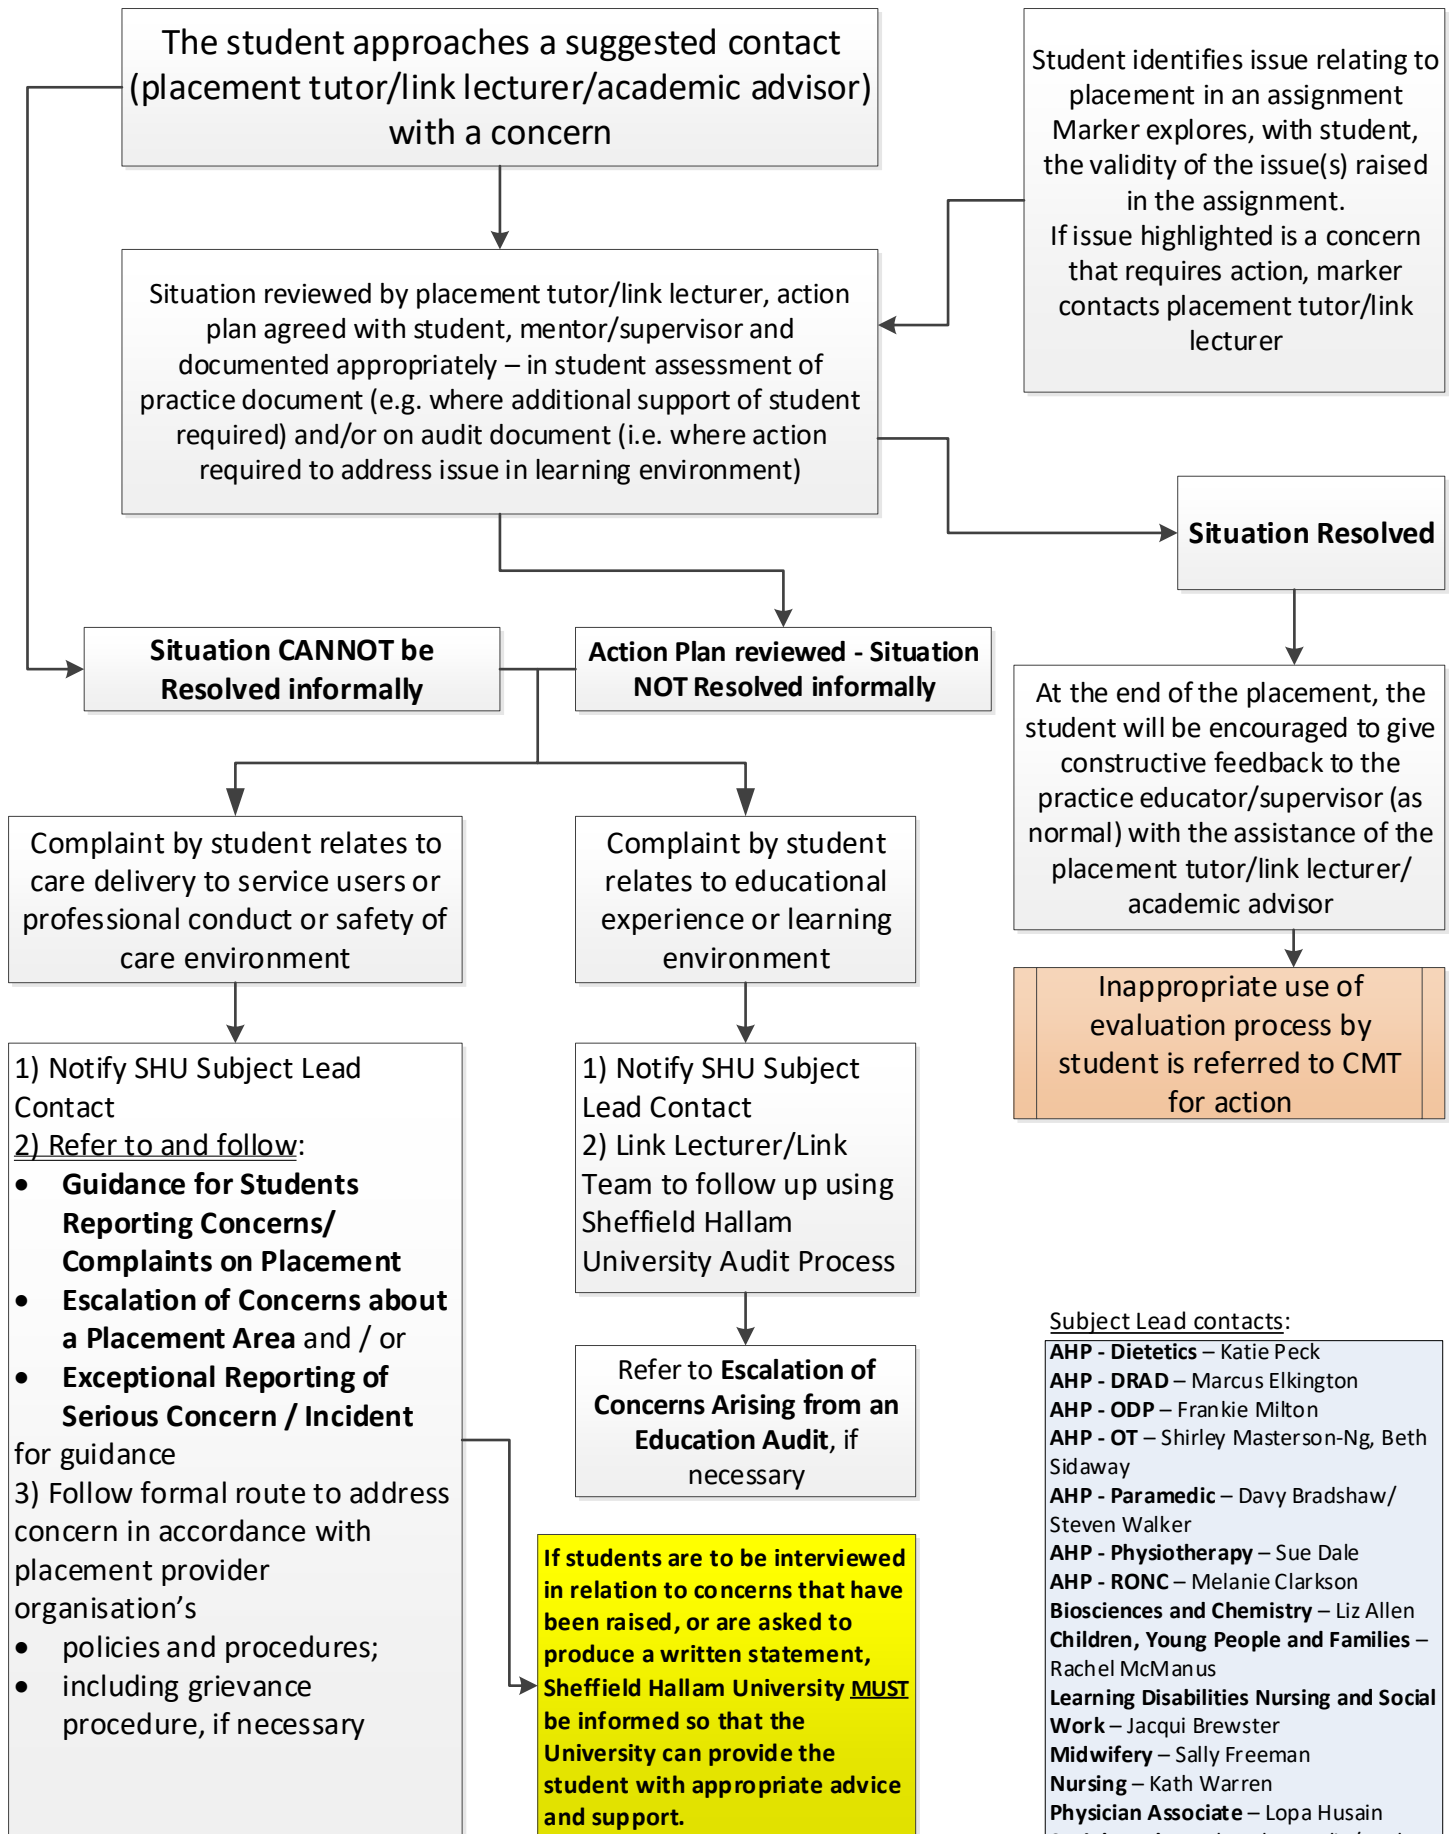 The student approaches a suggested contact
(placement tutor/link lecturer/academic advisor)
with a concern
Student identifies issue relating to
placement in an assignment
Marker explores, with student,
the validity of the issue(s) raised
in the assignment.
If issue highlighted is a concern
that requires action, marker
contacts placement tutor/link
lecturer
Situation reviewed by placement tutor/link lecturer, action
plan agreed with student, mentor/supervisor and
documented appropriately – in student assessment of
practice document (e.g. where additional support of student
required) and/or on audit document (i.e. where action
required to address issue in learning environment)
Situation Resolved
Situation CANNOT be
Resolved informally
Action Plan reviewed - Situation
NOT Resolved informally
At the end of the placement, the
student will be encouraged to give
constructive feedback to the
practice educator/supervisor (as
normal) with the assistance of the
placement tutor/link lecturer/
academic advisor
Complaint by student relates to
care delivery to service users or
professional conduct or safety of
care environment
Complaint by student
relates to educational
experience or learning
environment
Inappropriate use of
evaluation process by
student is referred to CMT
for action
1) Notify SHU Subject Lead
Contact
2) Refer to and follow:
• Guidance for Students
Reporting Concerns/
Complaints on Placement
• Escalation of Concerns about
a Placement Area and / or
• Exceptional Reporting of
Serious Concern / Incident
for guidance
3) Follow formal route to address
concern in accordance with
placement provider
organisation's
• policies and procedures;
• including grievance
procedure, if necessary
1) Notify SHU Subject
Lead Contact
2) Link Lecturer/Link
Team to follow up using
Sheffield Hallam
University Audit Process
Refer to Escalation of
Concerns Arising from an
Education Audit, if
necessary
If students are to be interviewed
in relation to concerns that have
been raised, or are asked to
produce a written statement,
Sheffield Hallam University MUST
be informed so that the
University can provide the
student with appropriate advice
and support.
Subject Lead contacts:
AHP - Dietetics – Katie Peck
AHP - DRAD – Marcus Elkington
AHP - ODP – Frankie Milton
AHP - OT – Shirley Masterson-Ng, Beth
Sidaway
AHP - Paramedic – Davy Bradshaw/
Steven Walker
AHP - Physiotherapy – Sue Dale
AHP - RONC – Melanie Clarkson
Biosciences and Chemistry – Liz Allen
Children, Young People and Families –
Rachel McManus
Learning Disabilities Nursing and Social
Work – Jacqui Brewster
Midwifery – Sally Freeman
Nursing – Kath Warren
Physician Associate – Lopa Husain